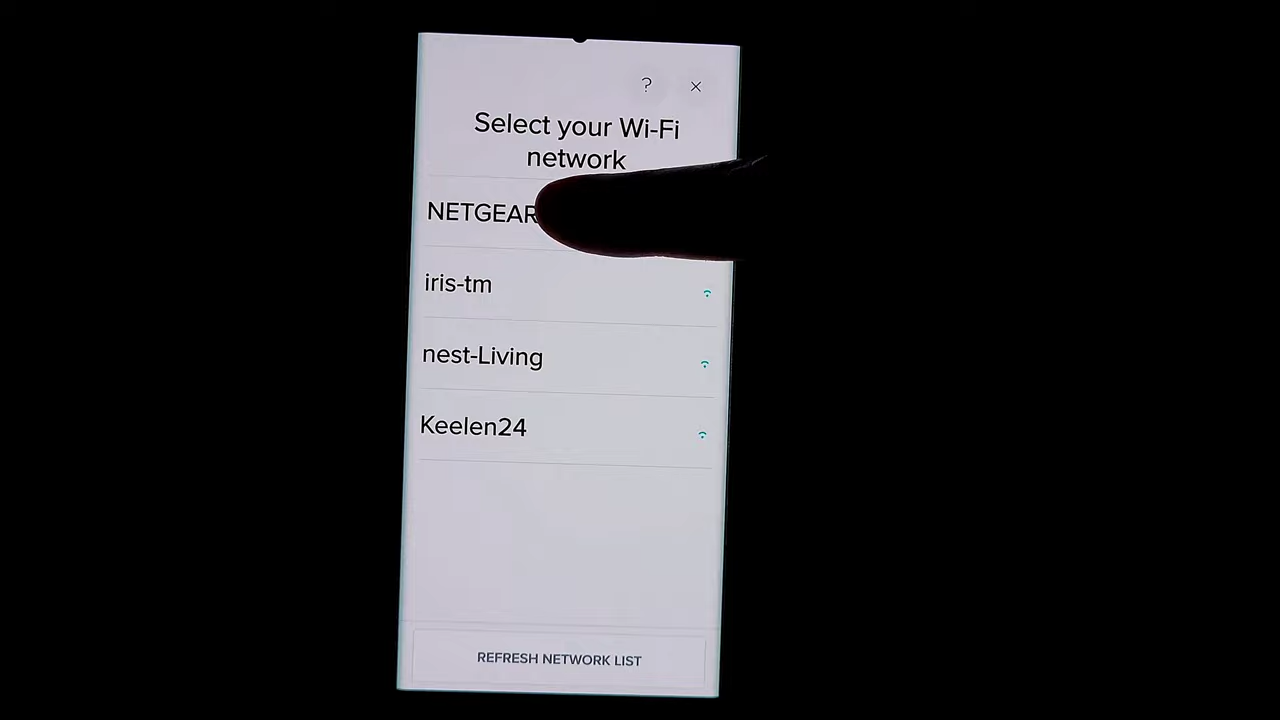 ?
Select your Wi-Fi
network
NETGEAR
iris-tm
nest-Living
Keelen24
REFRESH NETWORK LIST